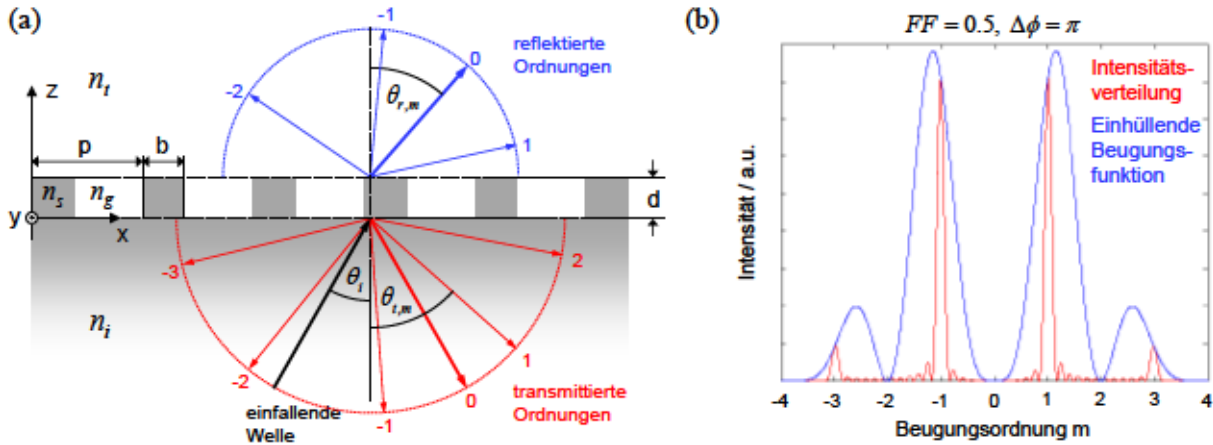 (a)
-1
0
reflektierte
Ordnungen
-2
θr,m
1
nt
z
p
b
ns
ng
d
y
x
-3
2
θi
θt,m
ni
1
-2
0
transmittierte
Ordnungen
-1
einfallende
Welle
(b)
FF = 0.5, Δϕ = π
Intensitäts-
verteilung
Einhüllende
Beugungs-
funktion
Intensität / a.u.
-4 -3 -2 -1 0 1 2 3 4
Beugungsordnung m